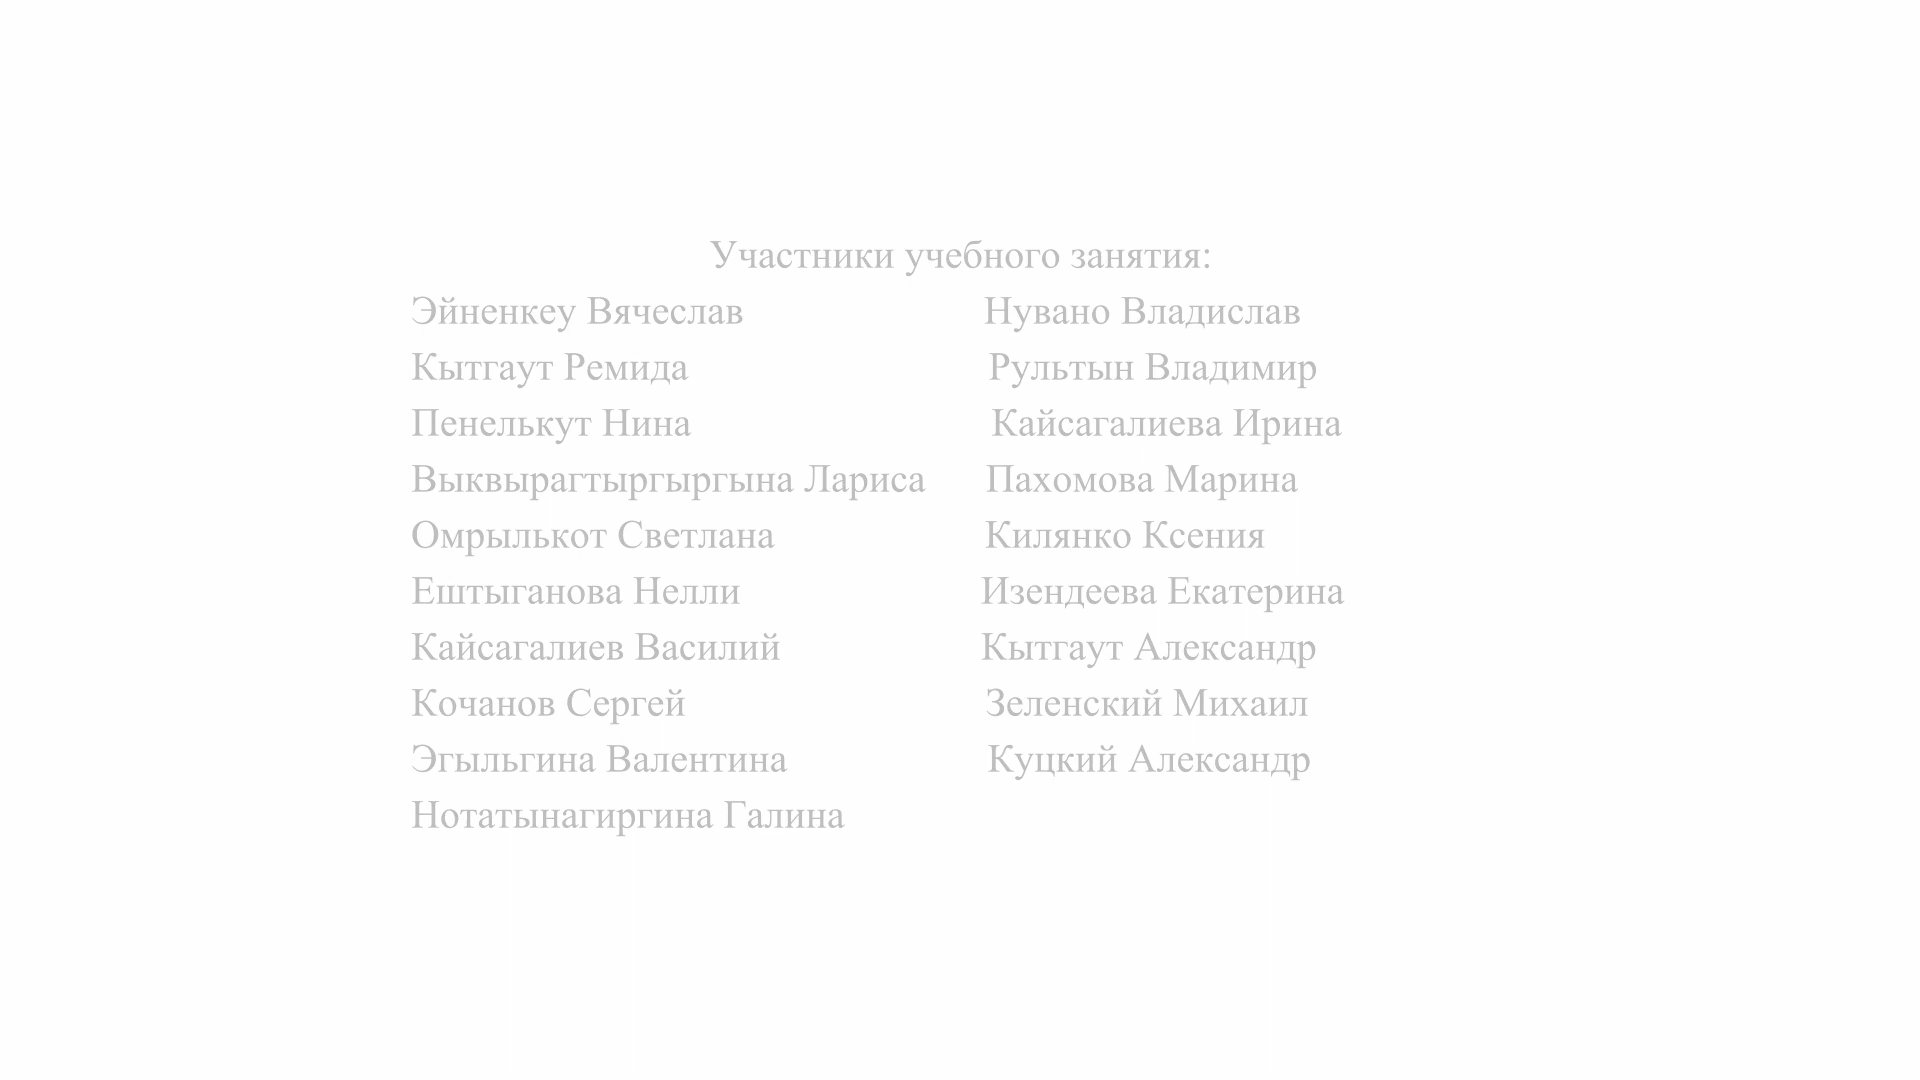 Участники учебного занятия:
Эйненкеу Вячеслав Нувано Владислав
Кытгаут Ремида Рультын Владимир
Пенелькут Нина Кайсагалиева Ирина
Выквырагтыргыргына Лариса Пахомова Марина
Омрылькот Светлана Килянко Ксения
Ештыганова Нелли Изендеева Екатерина
Кайсагалиев Василий Кытгаут Александр
Кочанов Сергей Зеленский Михаил
Эгыльгина Валентина Куцкий Александр
Нотатынагиргина Галина